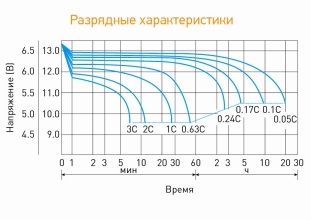 Разрядные характеристики
Напряжение (В)
6.5 13.0
6.0 12.0
5.5 11.0
5.0 10.0
4.5 9.0
3C 2C 1C 0.63C 0.24C 0.17C 0.1C 0.05C
0 1 2 3 5 10 20 30 60 2 3 5 10 20 30
мин ч
Время